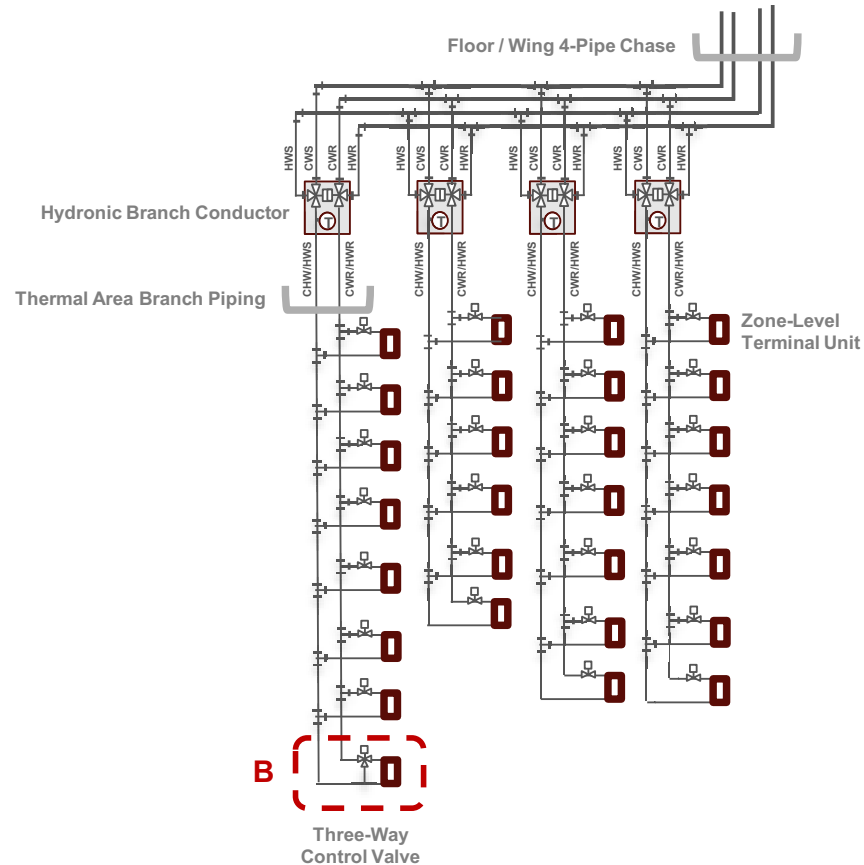 Floor / Wing 4-Pipe Chase
HWS
CWS
CWR
HWR
HWS
CWS
CWR
HWR
HWS
CWS
CWR
HWR
HWS
CWS
CWR
HWR
Hydronic Branch Conductor
T
T
T
T
CHW/HWS
CWR/HWR
CHW/HWS
CWR/HWR
CHW/HWS
CWR/HWR
CHW/HWS
CWR/HWR
Thermal Area Branch Piping
Zone-Level
Terminal Unit
B
Three-Way
Control Valve